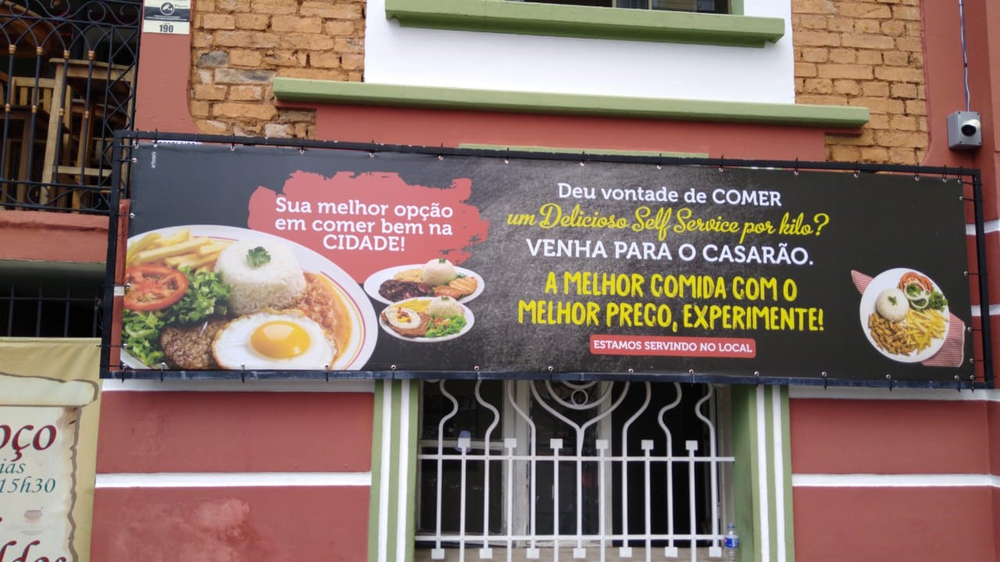 190
Sua melhor opção
em comer bem na
CIDADE!
Deu vontade de COMER
um Delicioso Self Service por kilo?
VENHA PARA O CASARÃO.
A MELHOR COMIDA COM O
MELHOR PREÇO, EXPERIMENTE!
ESTAMOS SERVINDO NO LOCAL
oço
ias
15h30